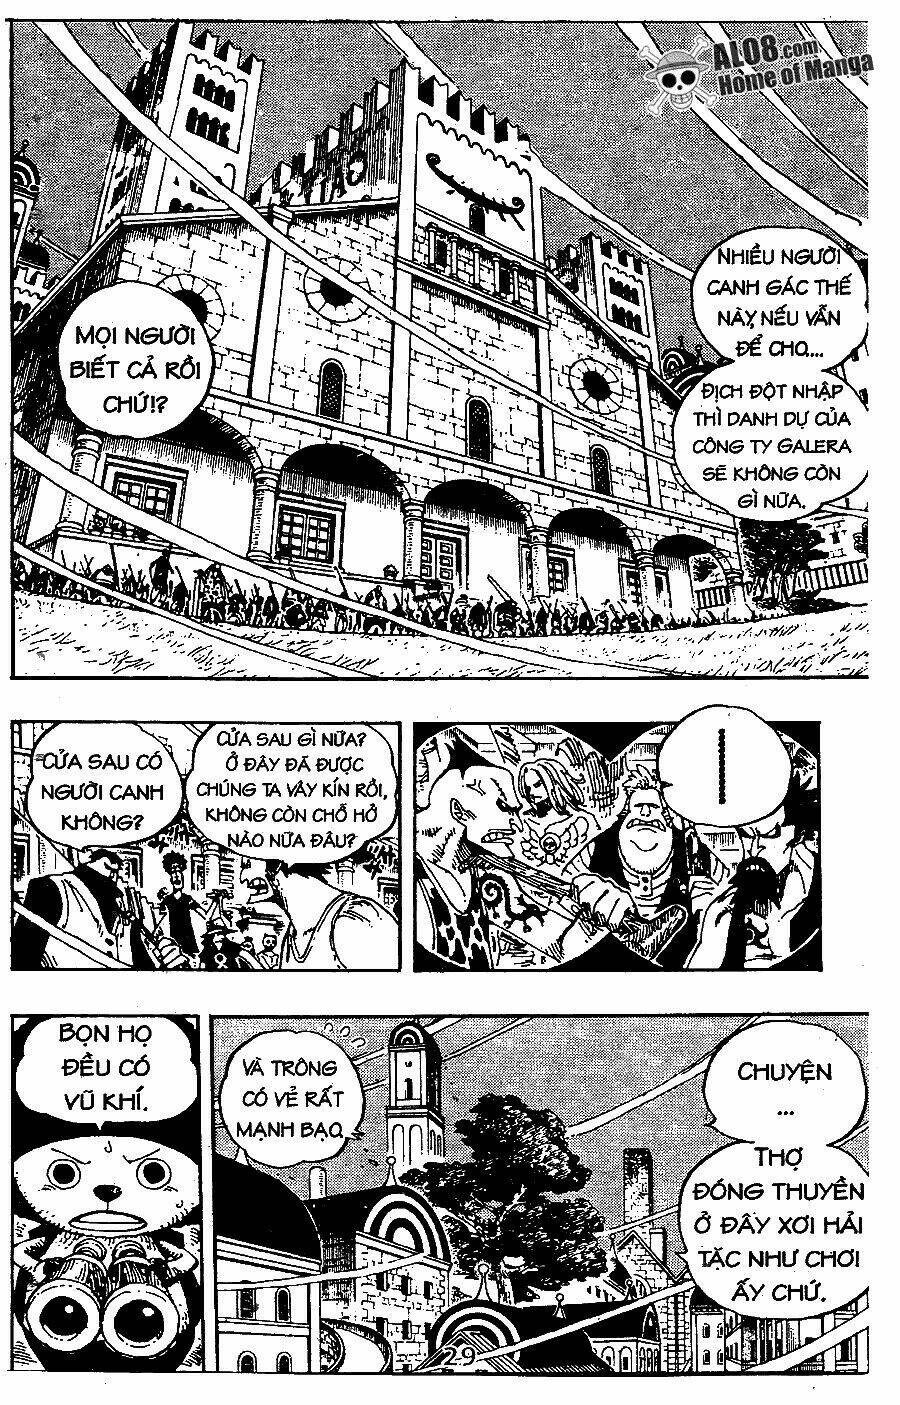 AL08.com
Home of Manga
NHIỀU NGƯỜI
CANH GÁC THẾ
NÀY, NẾU VẪN
ĐỂ CHO...
ĐỊCH ĐỘT NHẬP
THÌ DANH DỰ CỦA
CÔNG TY GALERA
SẼ KHÔNG CÒN
GÌ NỮA.
MỌI NGƯỜI
BIẾT CẢ RỒI
CHỨ!?
CỬA SAU CÓ
NGƯỜI CANH
KHÔNG?
CỬA SAU GÌ NỮA?
Ở ĐÂY ĐÃ ĐƯỢC
CHÚNG TA VÂY KÍN RỒI,
KHÔNG CÒN CHỖ HỞ
NÀO NỮA ĐÂU?
BỌN HỌ
ĐỀU CÓ
VŨ KHÍ.
VÀ TRÔNG
CÓ VẺ RẤT
MẠNH BẠO.
CHUYỆN
...
THỢ
ĐÓNG THUYỀN
Ở ĐÂY XƠI HẢI
TẶC NHƯ CHƠI
ẤY CHỨ.
29